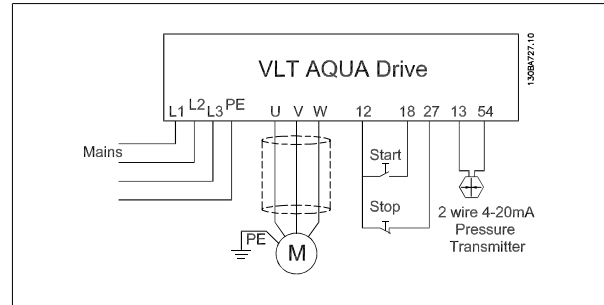 VLT AQUA Drive
130BA727.10
L1 L2 L3 PE U V W 12 18 27 13 54
Mains
Start
Stop
PE
M
2 wire 4-20mA
Pressure
Transmitter